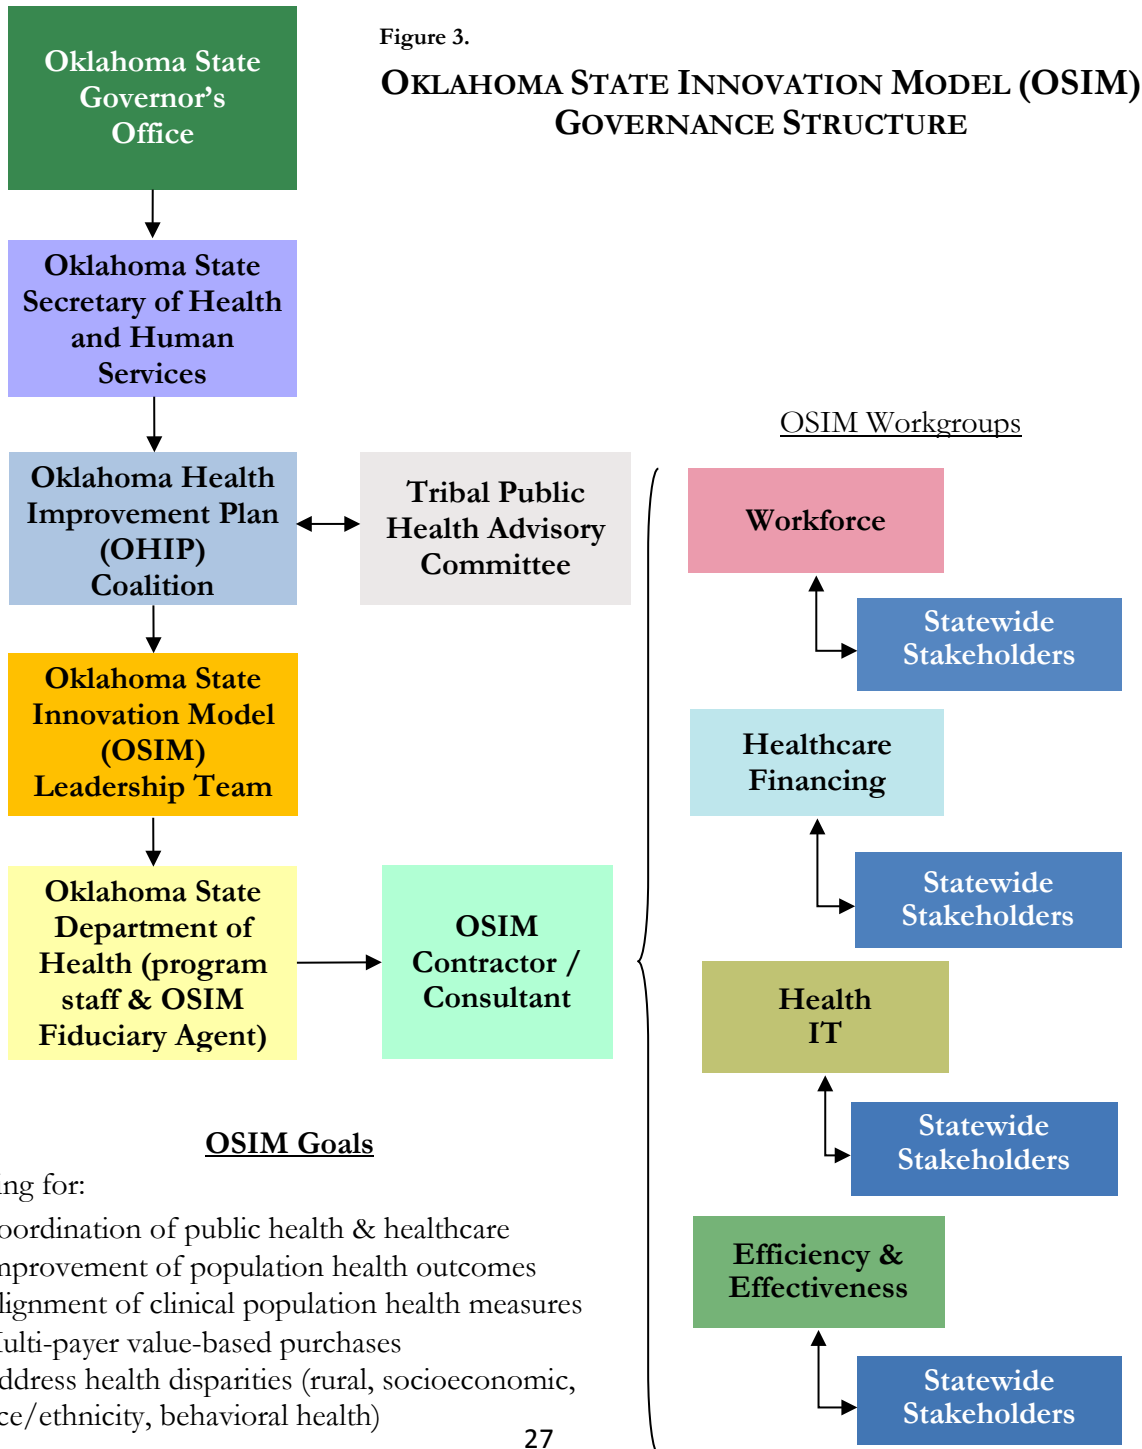 Figure 3.
OKLAHOMA STATE INNOVATION MODEL (OSIM)
GOVERNANCE STRUCTURE
Oklahoma State
Governor's
Office
Oklahoma State
Secretary of Health
and Human
Services
Oklahoma Health
Improvement Plan
(OHIP)
Coalition
Tribal Public
Health Advisory
Committee
Oklahoma State
Innovation Model
(OSIM)
Leadership Team
Oklahoma State
Department of
Health (program
staff & OSIM
Fiduciary Agent)
OSIM
Contractor /
Consultant
OSIM Workgroups
Workforce
Statewide
Stakeholders
Healthcare
Financing
Statewide
Stakeholders
Health
IT
Statewide
Stakeholders
Efficiency &
Effectiveness
Statewide
Stakeholders
OSIM Goals
ing for:
oordination of public health & healthcare
mprovement of population health outcomes
lignment of clinical population health measures
Multi-payer value-based purchases
ddress health disparities (rural, socioeconomic,
ce/ethnicity, behavioral health)
27